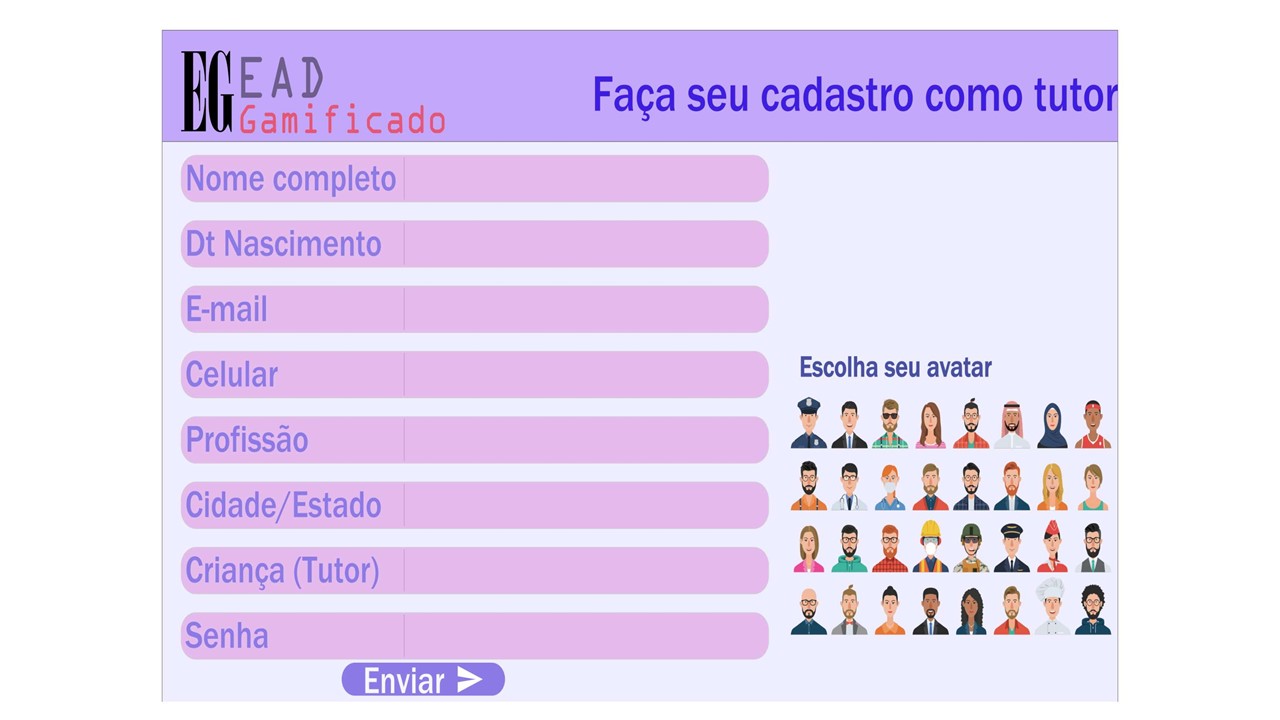 EG EAD
Gamificado
Faça seu cadastro como tutor
Nome completo
Dt Nascimento
E-mail
Celular
Profissão
Cidade/Estado
Criança (Tutor)
Senha
Enviar
Escolha seu avatar